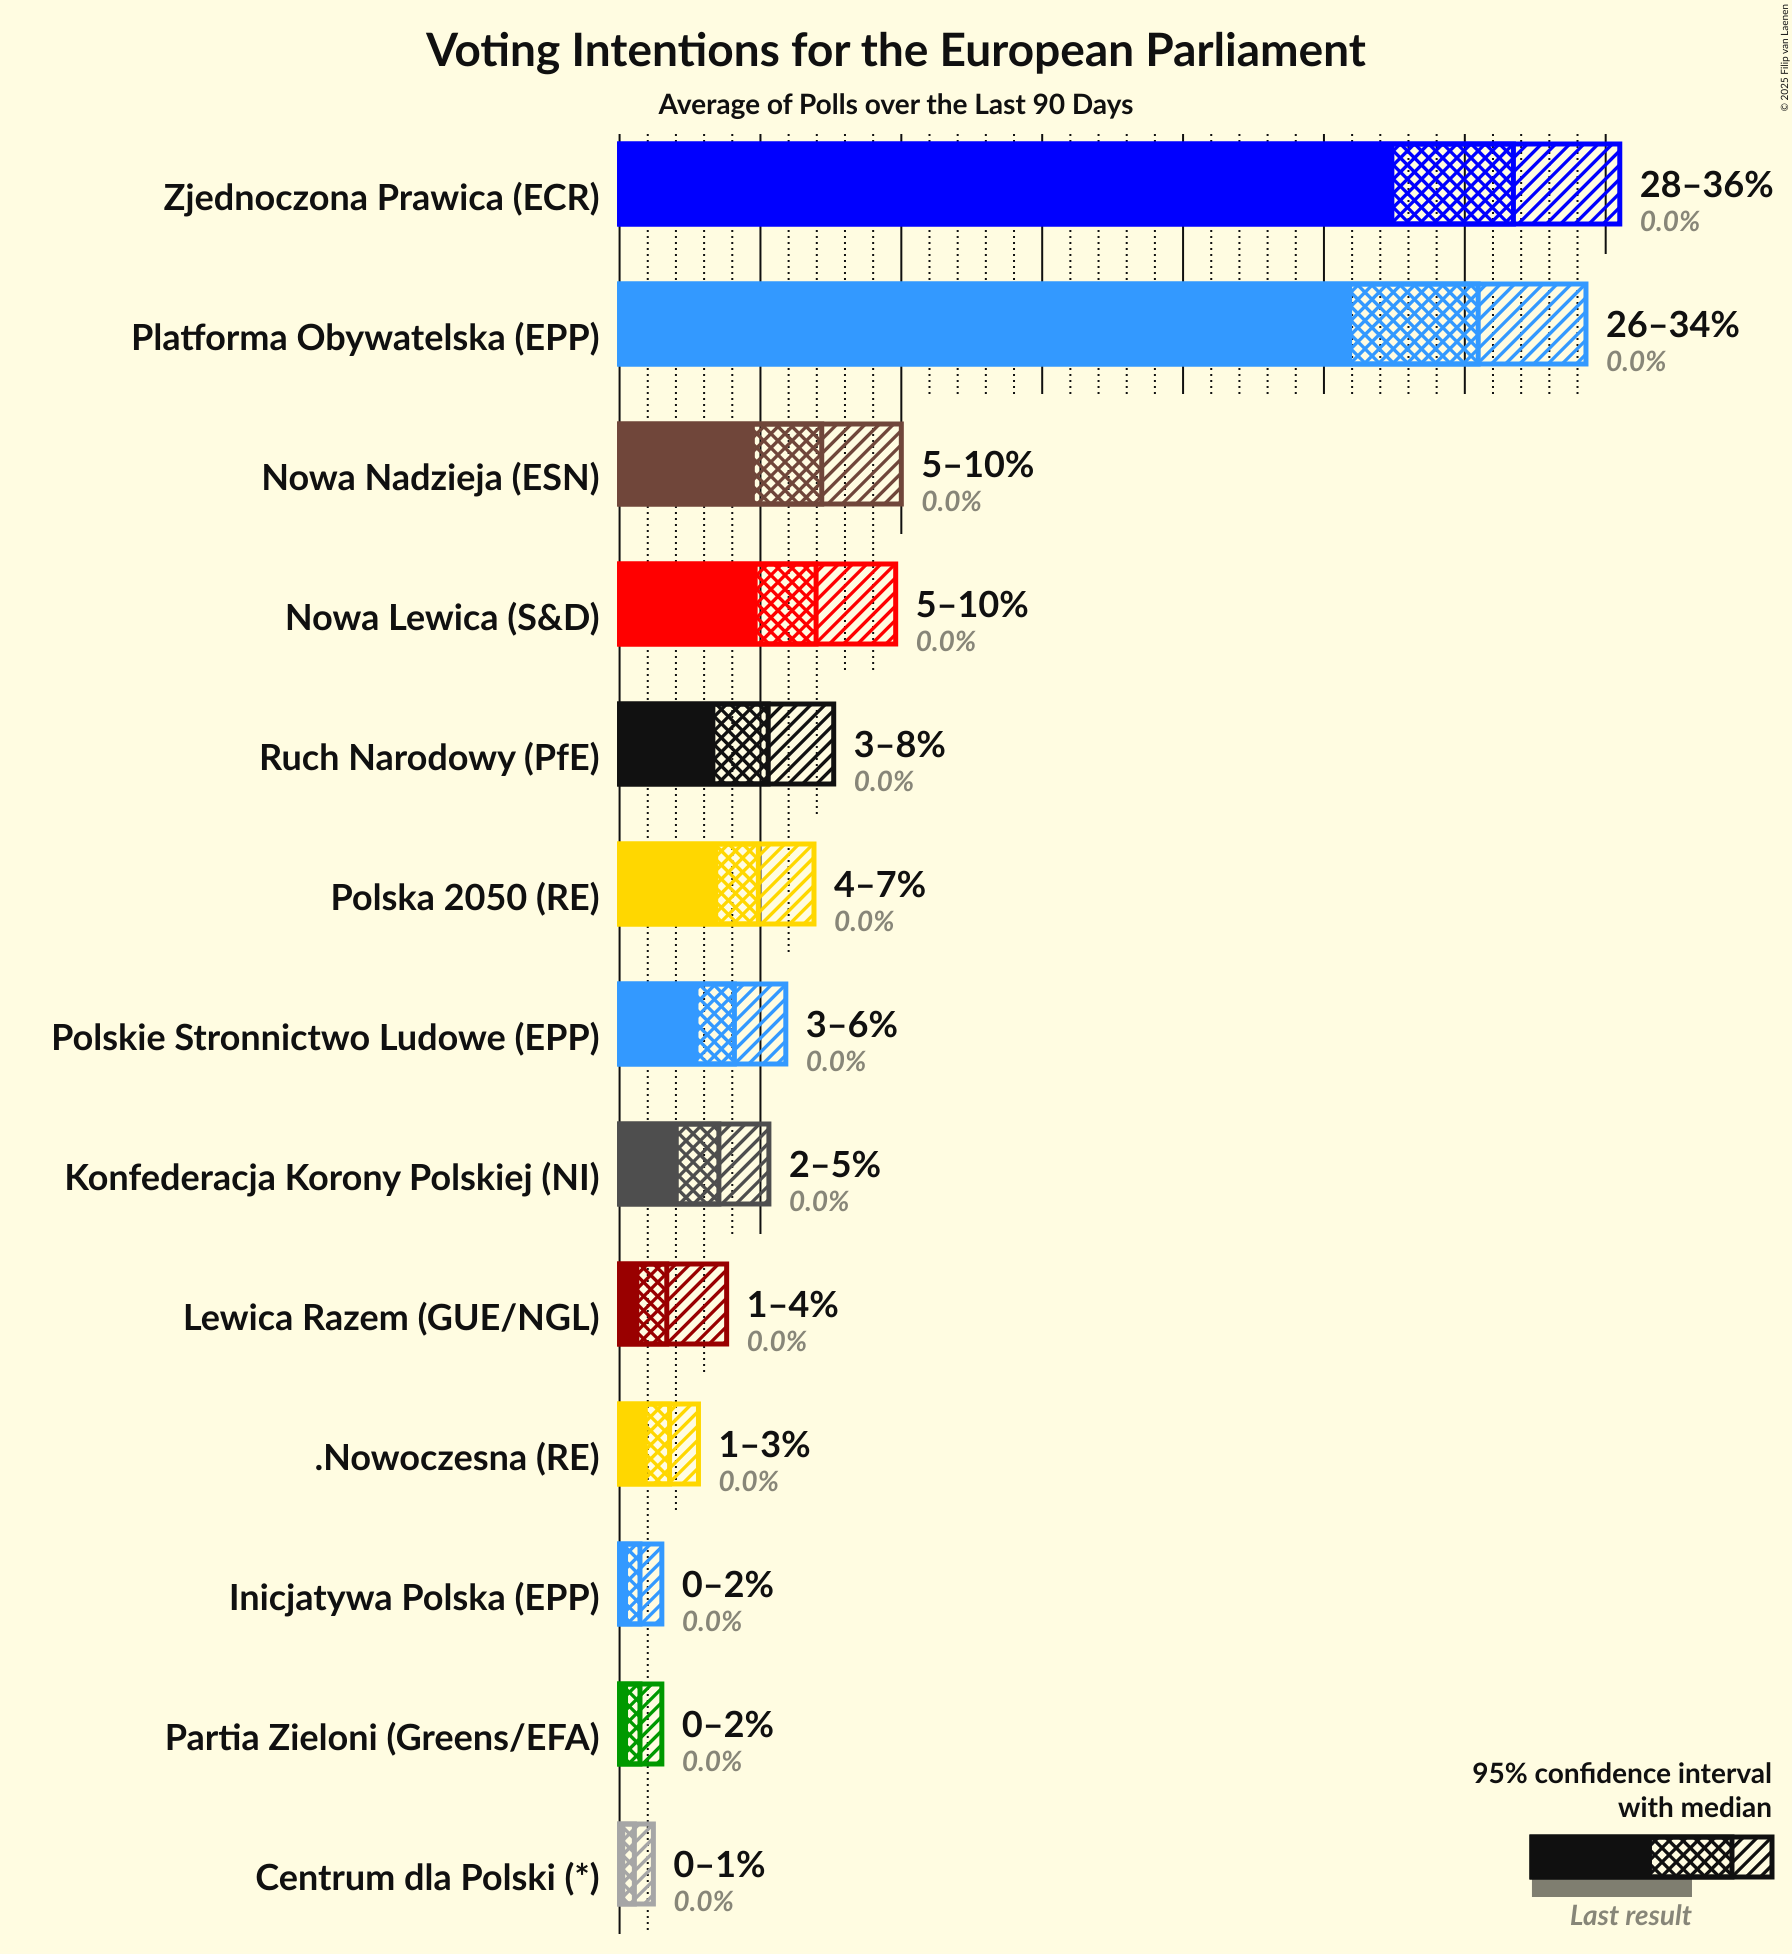 Voting Intentions for the European Parliament
Average of Polls over the Last 90 Days
© 2025 Filip van Laenen
Zjednoczona Prawica (ECR)
28–36%
0.0%
Platforma Obywatelska (EPP)
26–34%
0.0%
Nowa Nadzieja (ESN)
5–10%
0.0%
Nowa Lewica (S&D)
5–10%
0.0%
Ruch Narodowy (PfE)
3–8%
0.0%
Polska 2050 (RE)
4–7%
0.0%
Polskie Stronnictwo Ludowe (EPP)
3–6%
0.0%
Konfederacja Korony Polskiej (NI)
2–5%
0.0%
Lewica Razem (GUE/NGL)
1–4%
0.0%
.Nowoczesna (RE)
1–3%
0.0%
Inicjatywa Polska (EPP)
0–2%
0.0%
Partia Zieloni (Greens/EFA)
0–2%
0.0%
Centrum dla Polski (*)
0–1%
0.0%
95% confidence interval
with median
Last result